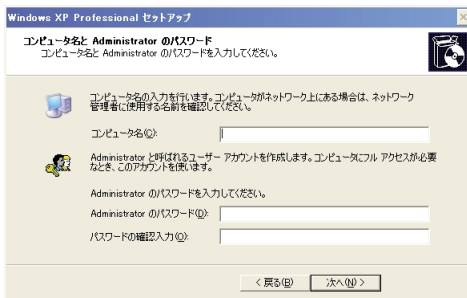 Windows XP Professional セットアップ
コンピュータ名と Administrator のパスワード
コンピュータ名と Administrator のパスワードを入力してください。
コンピュータ名の入力を行います。コンピュータがネットワーク上にある場合は、ネットワーク
管理者に使用する名前を確認してください。
コンピュータ名(C):
Administrator と呼ばれるユーザー アカウントを作成します。コンピュータにフル アクセスが必要
なとき、このアカウントを使います。
Administrator のパスワードを入力してください。
Administrator のパスワード(D):
パスワードの確認入力(O):
< 戻る(B)
次へ(N) >